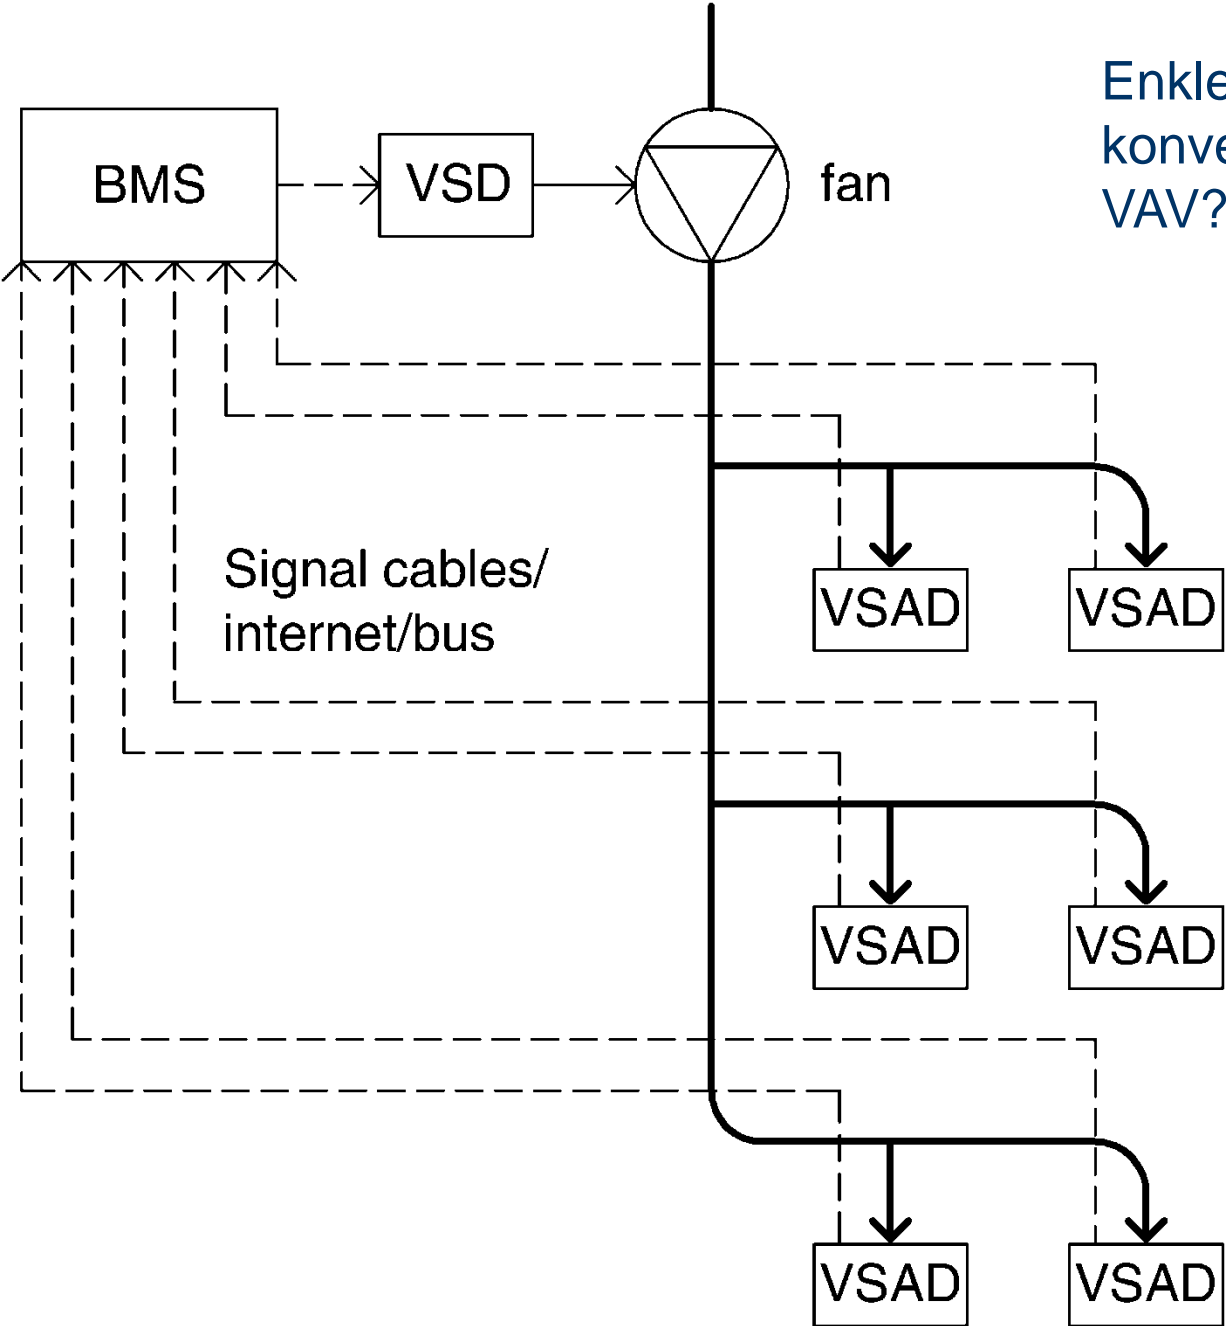 Enkle
konve
VAV?
BMS
VSD
fan
Signal cables/
internet/bus
VSAD
VSAD
VSAD
VSAD
VSAD
VSAD